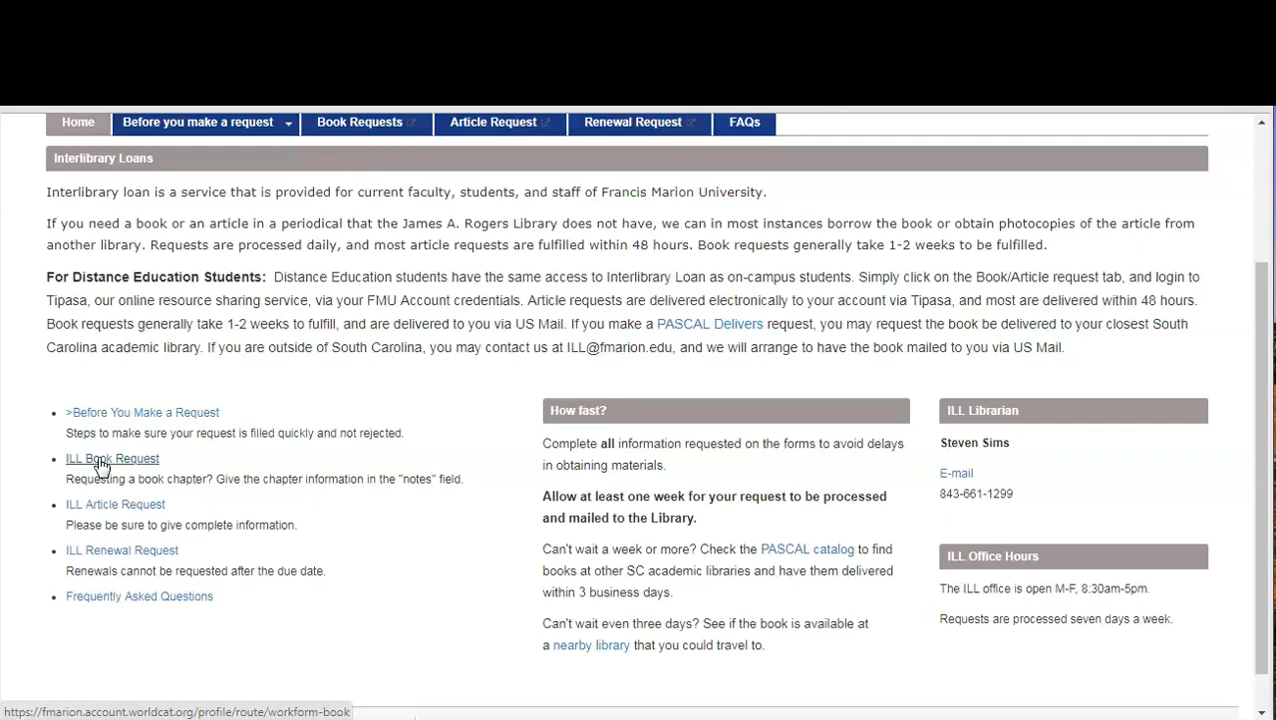 Home Before you make a request Book Requests Article Request Renewal Request FAQs
Interlibrary Loans
Interlibrary loan is a service that is provided for current faculty, students, and staff of Francis Marion University.
If you need a book or an article in a periodical that the James A. Rogers Library does not have, we can in most instances borrow the book or obtain photocopies of the article from
another library. Requests are processed daily, and most article requests are fulfilled within 48 hours. Book requests generally take 1-2 weeks to be fulfilled.
For Distance Education Students: Distance Education students have the same access to Interlibrary Loan as on-campus students. Simply click on the Book/Article request tab, and login to
Tipasa, our online resource sharing service, via your FMU Account credentials. Article requests are delivered electronically to your account via Tipasa, and most are delivered within 48 hours.
Book requests generally take 1-2 weeks to fulfill, and are delivered to you via US Mail. If you make a PASCAL Delivers request, you may request the book be delivered to your closest South
Carolina academic library. If you are outside of South Carolina, you may contact us at ILL@fmarion.edu, and we will arrange to have the book mailed to you via US Mail.
>Before You Make a Request
Steps to make sure your request is filled quickly and not rejected.
ILL Book Request
Requesting a book chapter? Give the chapter information in the "notes" field.
ILL Article Request
Please be sure to give complete information.
ILL Renewal Request
Renewals cannot be requested after the due date.
Frequently Asked Questions
How fast?
Complete all information requested on the forms to avoid delays
in obtaining materials.
Allow at least one week for your request to be processed
and mailed to the Library.
Can't wait a week or more? Check the PASCAL catalog to find
books at other SC academic libraries and have them delivered
within 3 business days.
Can't wait even three days? See if the book is available at
a nearby library that you could travel to.
ILL Librarian
Steven Sims
E-mail
843-661-1299
ILL Office Hours
The ILL office is open M-F, 8:30am-5pm.
Requests are processed seven days a week.
https://fmarion.account.worldcat.org/profile/route/workform-book